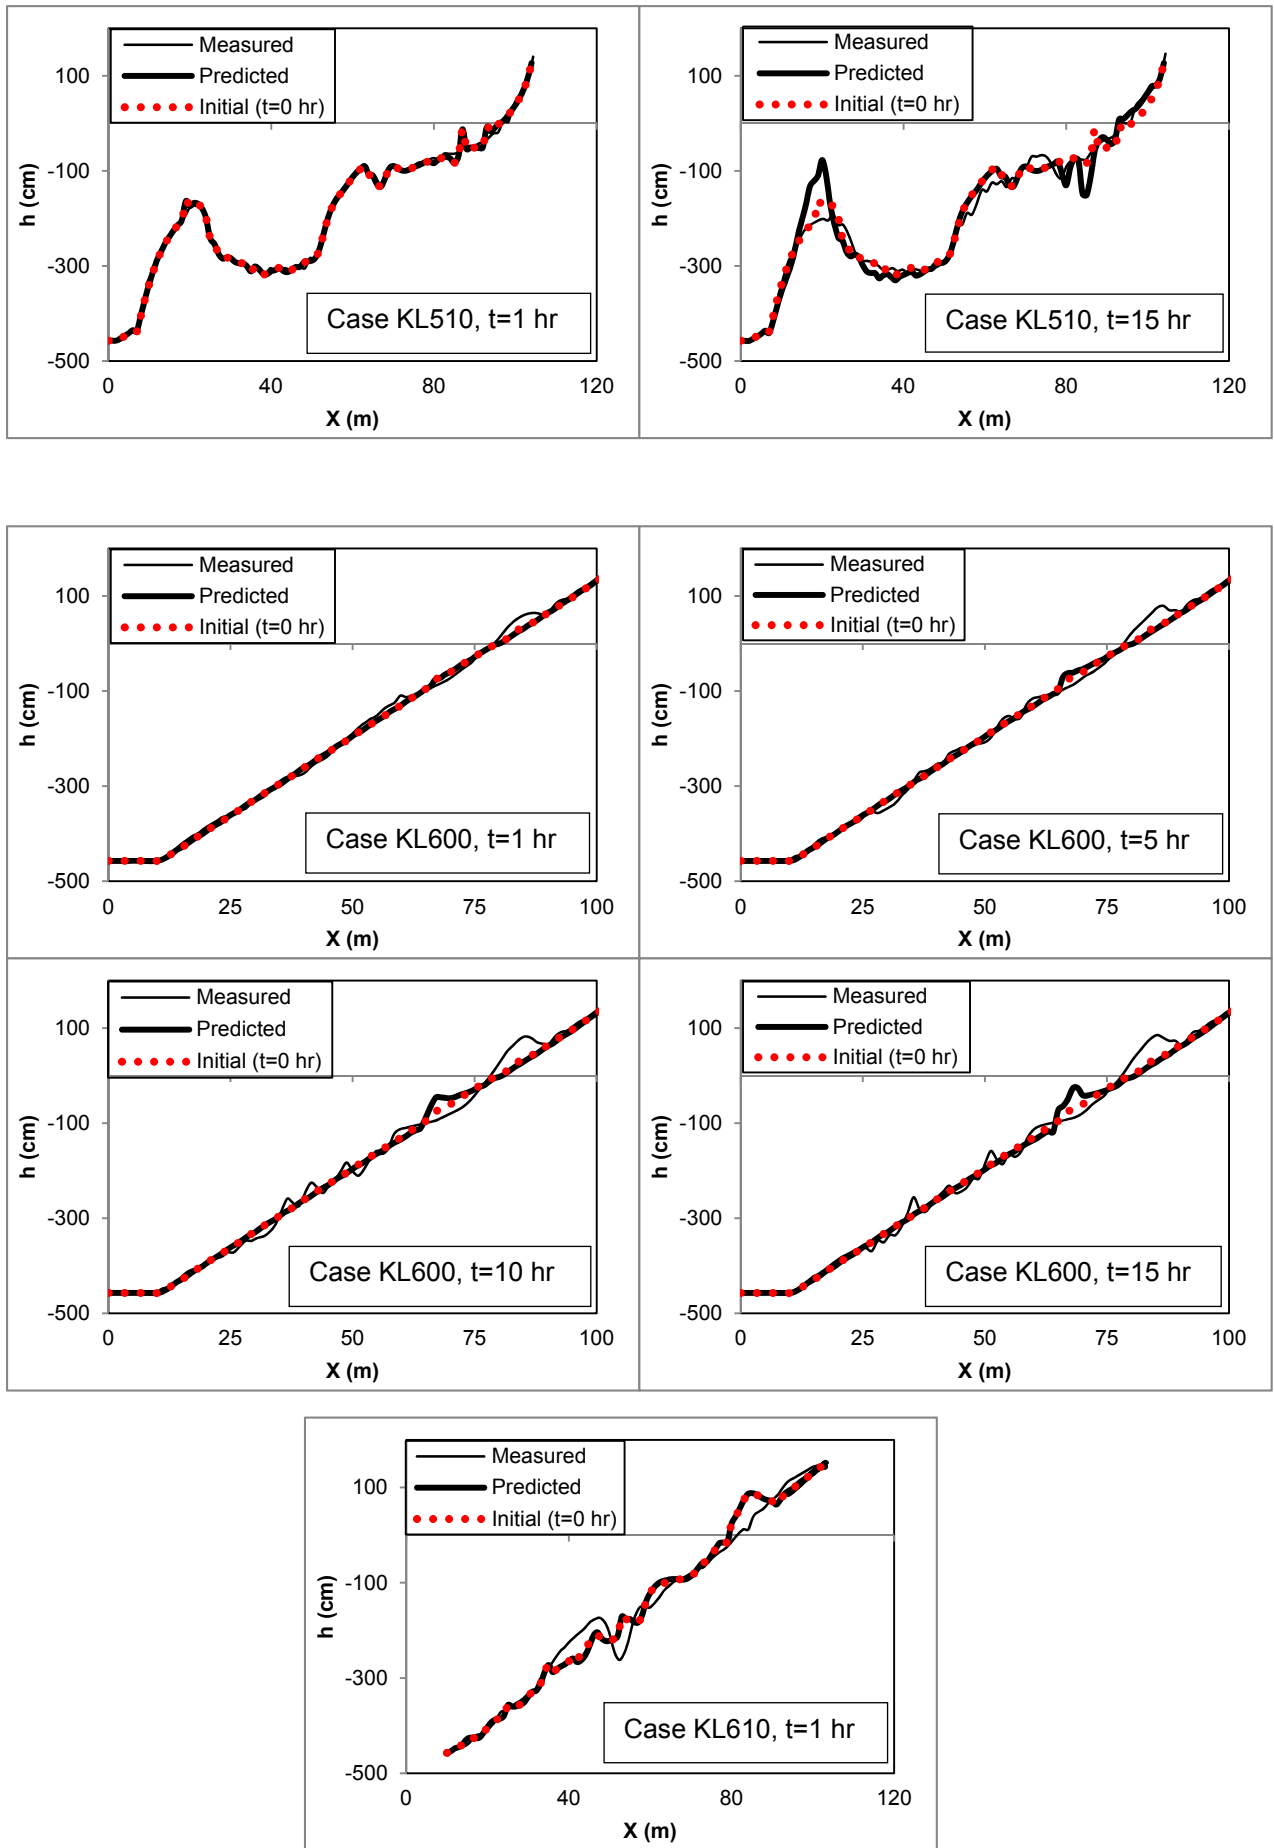 Measured
Predicted
Initial (t=0 hr)
100
-100
-300
-500
h (cm)
0
40
80
120
X (m)
Case KL510, t=1 hr
Measured
Predicted
Initial (t=0 hr)
100
-100
-300
-500
h (cm)
0
40
80
120
X (m)
Case KL510, t=15 hr
Measured
Predicted
Initial (t=0 hr)
100
-100
-300
-500
h (cm)
0
25
50
75
100
X (m)
Case KL600, t=1 hr
Measured
Predicted
Initial (t=0 hr)
100
-100
-300
-500
h (cm)
0
25
50
75
100
X (m)
Case KL600, t=5 hr
Measured
Predicted
Initial (t=0 hr)
100
-100
-300
-500
h (cm)
0
25
50
75
100
X (m)
Case KL600, t=10 hr
Measured
Predicted
Initial (t=0 hr)
100
-100
-300
-500
h (cm)
0
25
50
75
100
X (m)
Case KL600, t=15 hr
Measured
Predicted
Initial (t=0 hr)
100
-100
-300
-500
h (cm)
0
40
80
120
X (m)
Case KL610, t=1 hr